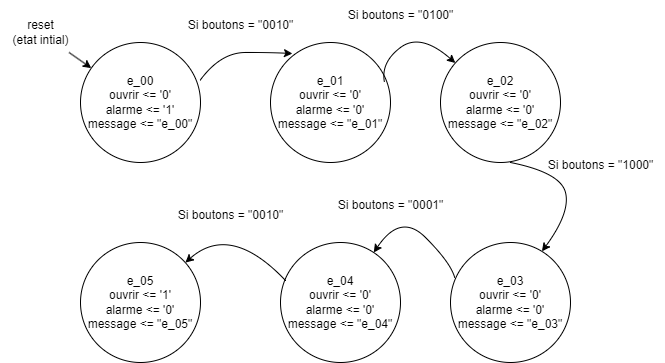 reset
(etat intial)
Si boutons = "0010"
Si boutons = "0100"
e_00
ouvrir <= '0'
alarme <= '1'
message <= "e_00"
e_01
ouvrir <= '0'
alarme <= '0'
message <= "e_01"
e_02
ouvrir <= '0'
alarme <= '0'
message <= "e_02"
Si boutons = "1000"
Si boutons = "0001"
Si boutons = "0010"
e_05
ouvrir <= '1'
alarme <= '0'
message <= "e_05"
e_04
ouvrir <= '0'
alarme <= '0'
message <= "e_04"
e_03
ouvrir <= '0'
alarme <= '0'
message <= "e_03"